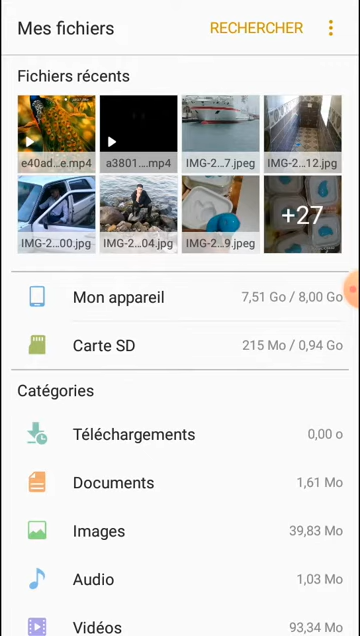 Mes fichiers RECHERCHER
Fichiers récents
e40ad...e.mp4 a3801...mp4 IMG-2...7.jpeg IMG-2...12.jpg
IMG-2...00.jpg IMG-2...04.jpg IMG-2...9.jpeg +27
Mon appareil 7,51 Go / 8,00 Go
Carte SD 215 Mo / 0,94 Go
Catégories
Téléchargements 0,00 o
Documents 1,61 Mo
Images 39,83 Mo
Audio 1,03 Mo
Vidéos 93,34 Mo